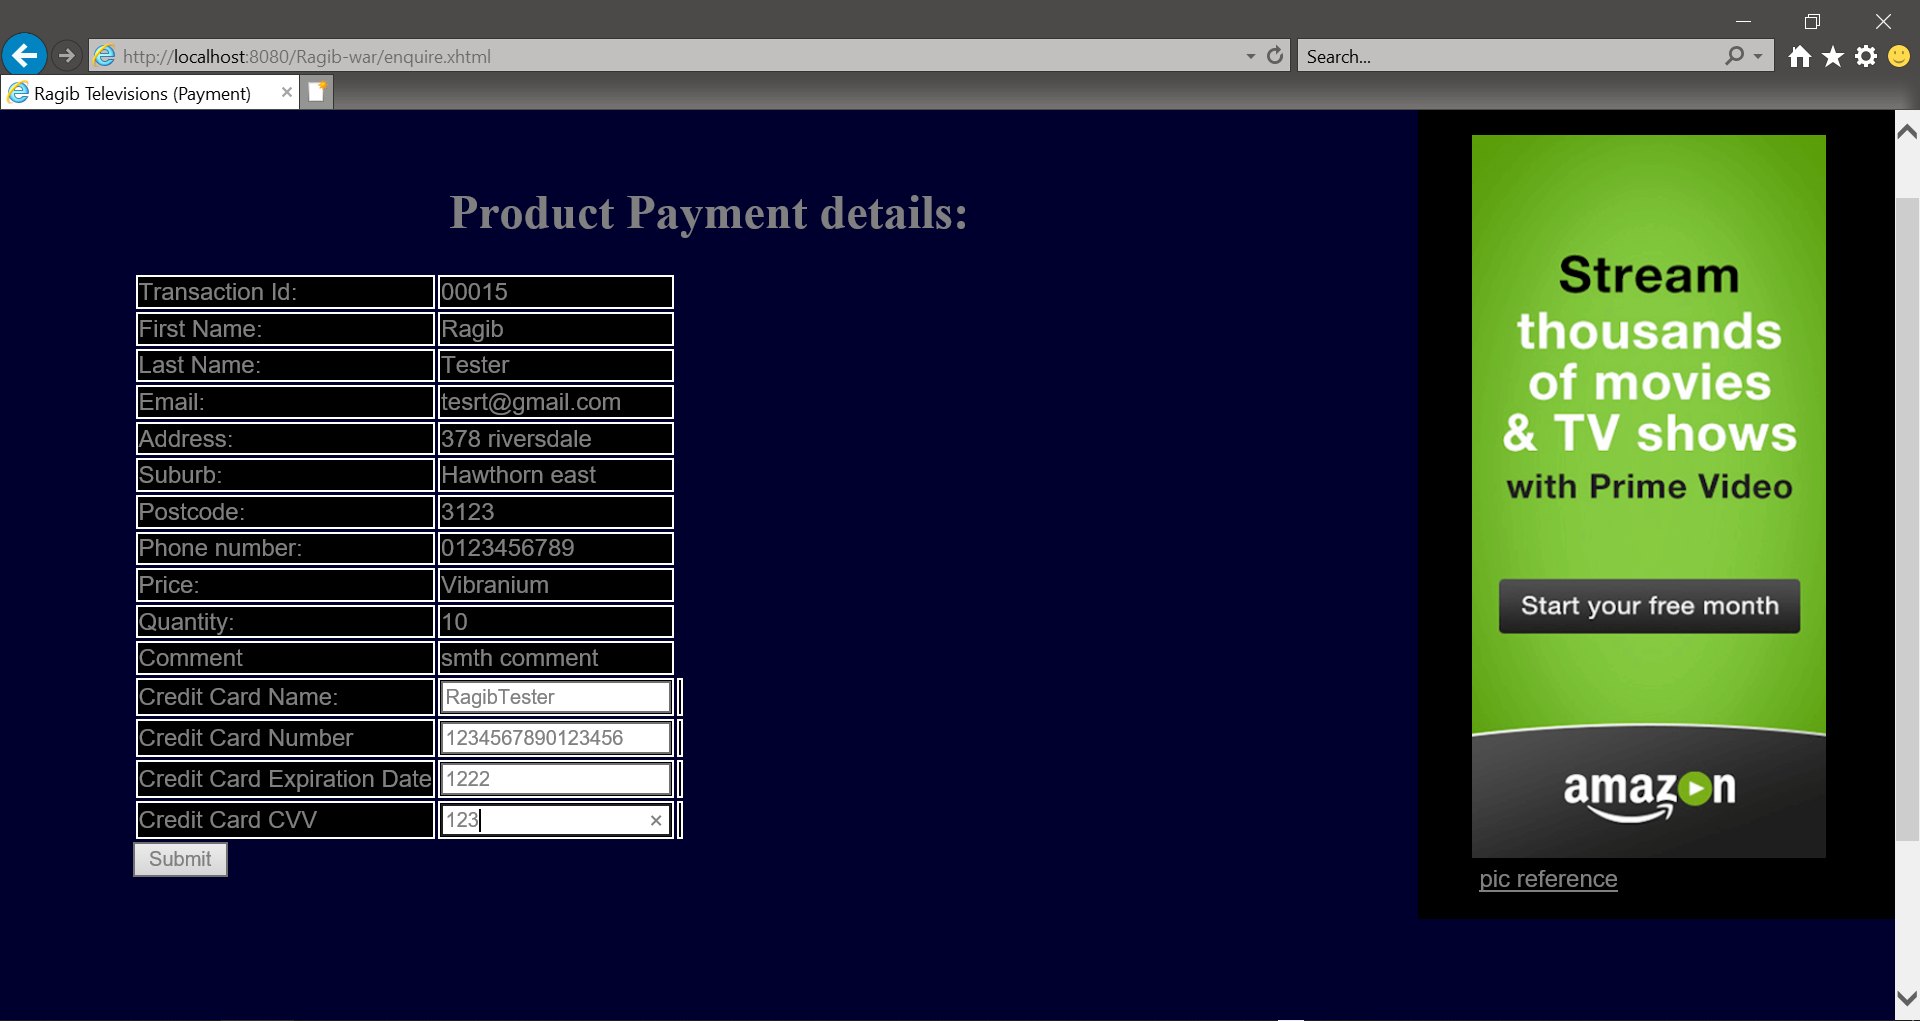 http://localhost:8080/Ragib-war/enquire.xhtml
Search...
Ragib Televisions (Payment)
Product Payment details:
Transaction Id: 00015
First Name: Ragib
Last Name: Tester
Email: tesrt@gmail.com
Address: 378 riversdale
Suburb: Hawthorn east
Postcode: 3123
Phone number: 0123456789
Price: Vibranium
Quantity: 10
Comment smth comment
Credit Card Name: RagibTester
Credit Card Number 1234567890123456
Credit Card Expiration Date 1222
Credit Card CVV 123
Submit
Stream
thousands
of movies
& TV shows
with Prime Video
Start your free month
amazon
pic reference